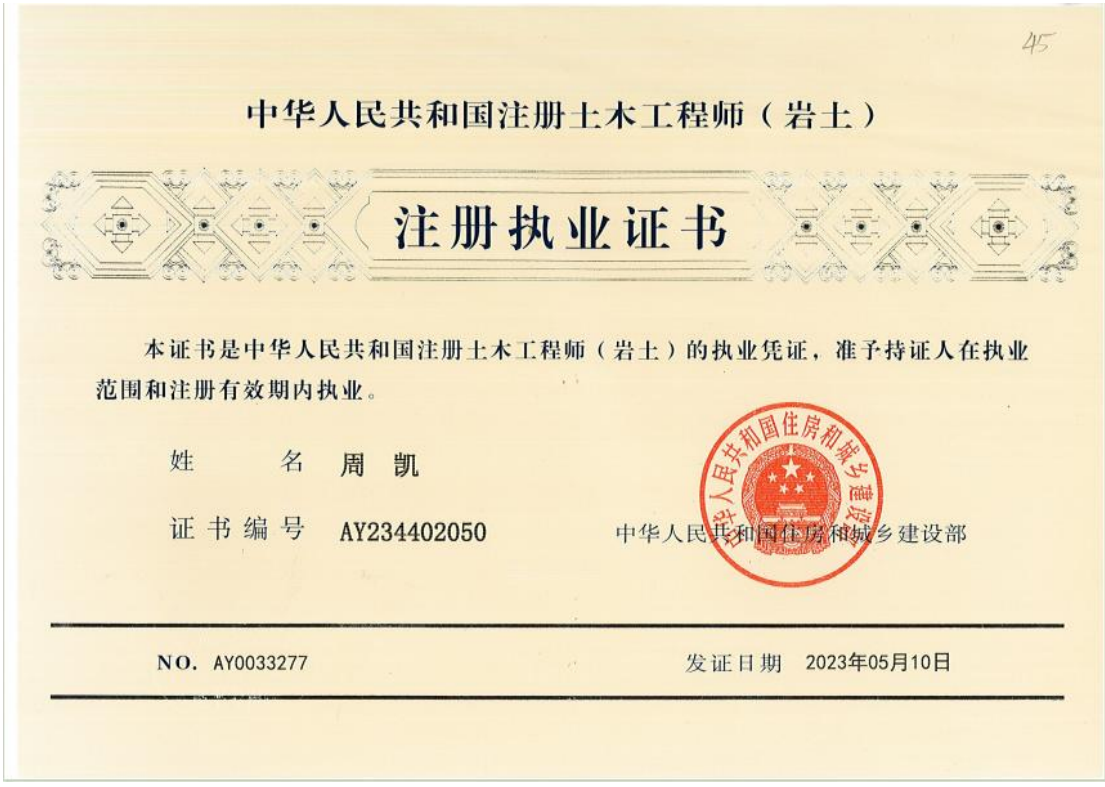 45
中华人民共和国注册土木工程师（岩土）
注册执业证书
本证书是中华人民共和国注册土木工程师（岩土）的执业凭证，准予持证人在执业
范围和注册有效期内执业。
姓 名 周 凯
证书编号 AY234402050
中华人民共和国住房和城乡建设部
中华人民共和国住房和城乡建设部
NO. AY0033277
发证日期 2023年05月10日